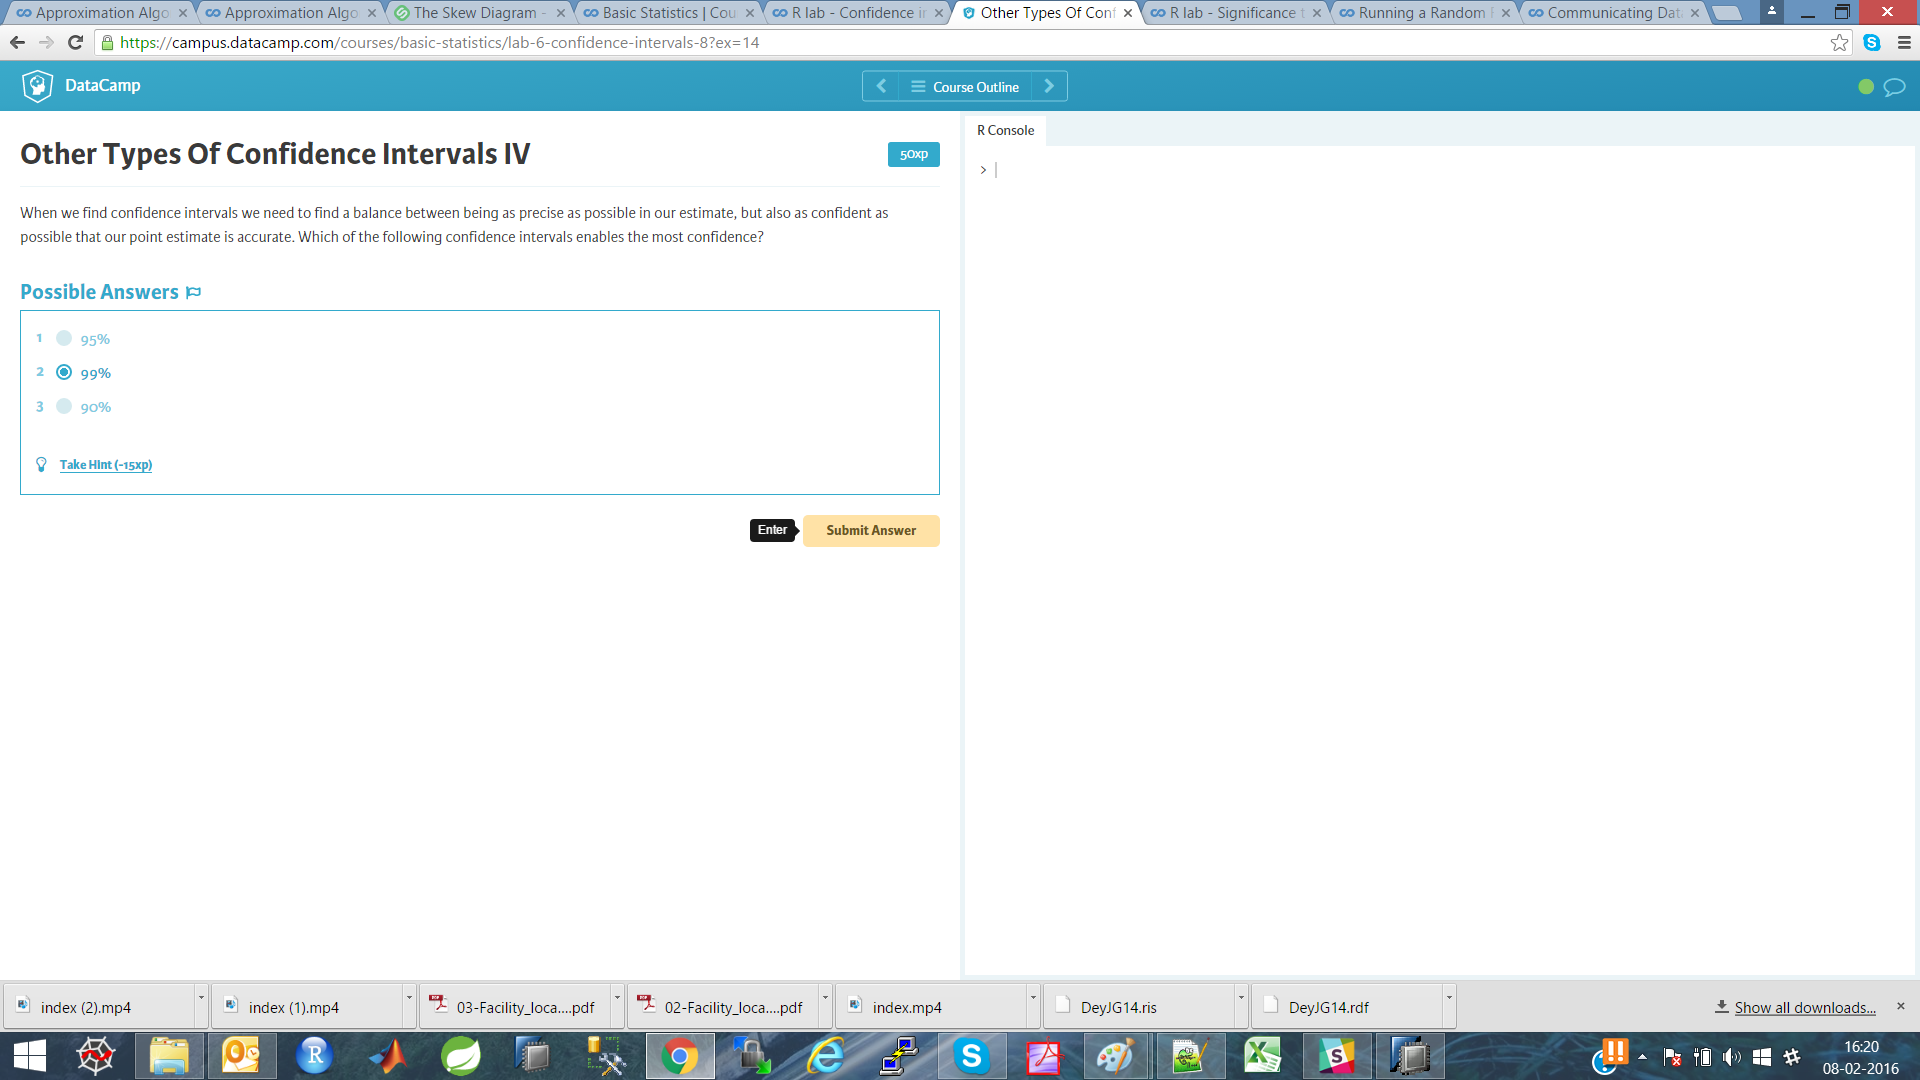 Approximation Algo
Approximation Algo
The Skew Diagram -
Basic Statistics | Cou
R lab - Confidence in
Other Types Of Conf
R lab - Significance t
Running a Random F
Communicating Data
https://campus.datacamp.com/courses/basic-statistics/lab-6-confidence-intervals-8?ex=14
DataCamp
Course Outline
Other Types Of Confidence Intervals IV
50xp
When we find confidence intervals we need to find a balance between being as precise as possible in our estimate, but also as confident as
possible that our point estimate is accurate. Which of the following confidence intervals enables the most confidence?
Possible Answers
1 95%
2 99%
3 90%
Take Hint (-15xp)
Enter
Submit Answer
R Console
>
index (2).mp4
index (1).mp4
03-Facility_loca....pdf
02-Facility_loca....pdf
index.mp4
DeyJG14.ris
DeyJG14.rdf
Show all downloads...
16:20
08-02-2016